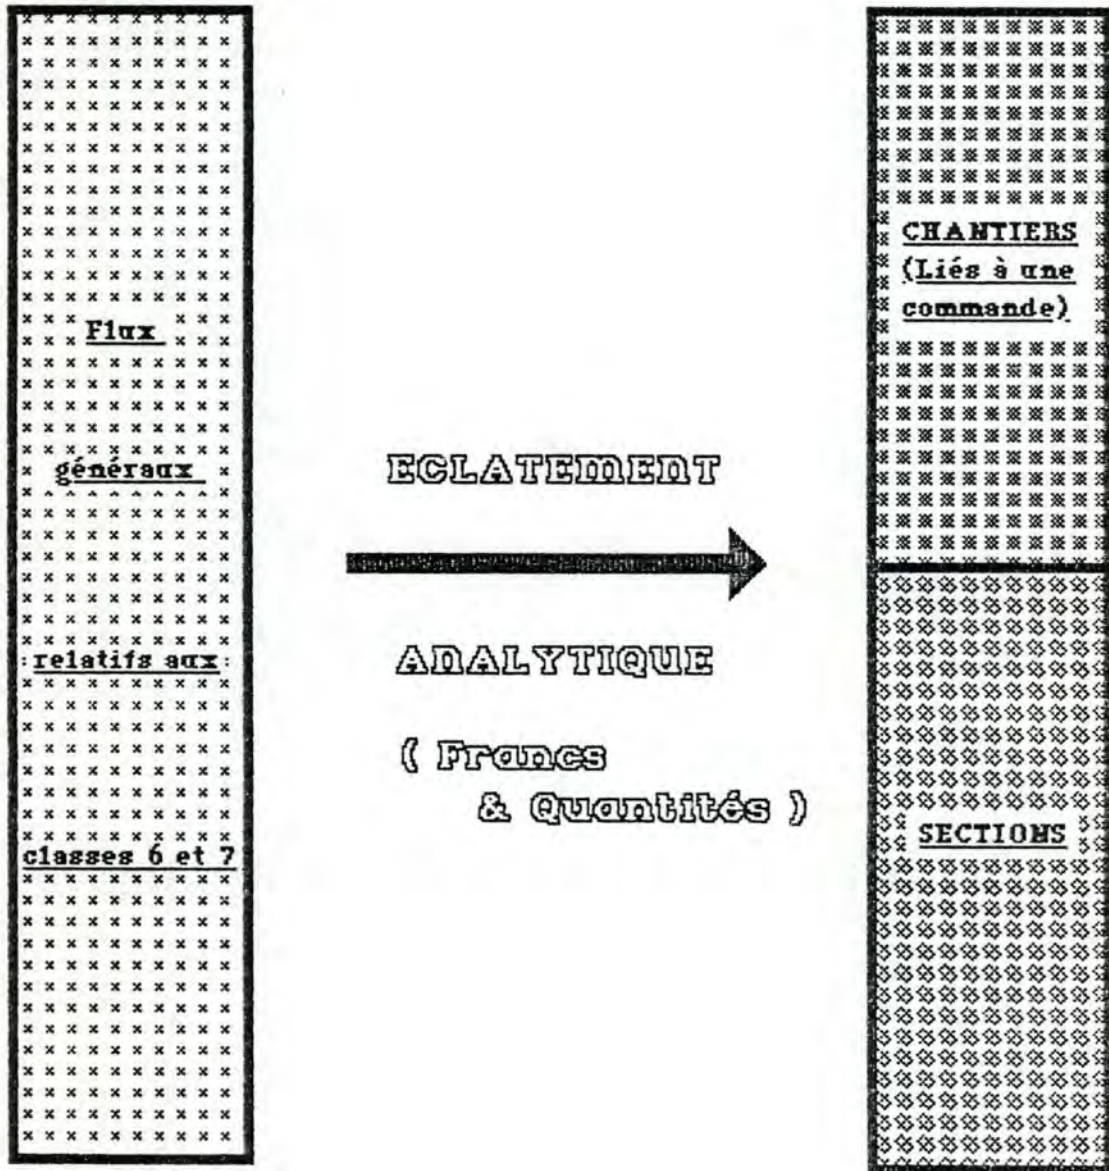 Flux
généraux
relatifs aux
classes 6 et 7
ECLATEMENT
ANALYTIQUE
( Francs
& Quantités )
CHANTIERS
(Liés à une
commande)
SECTIONS